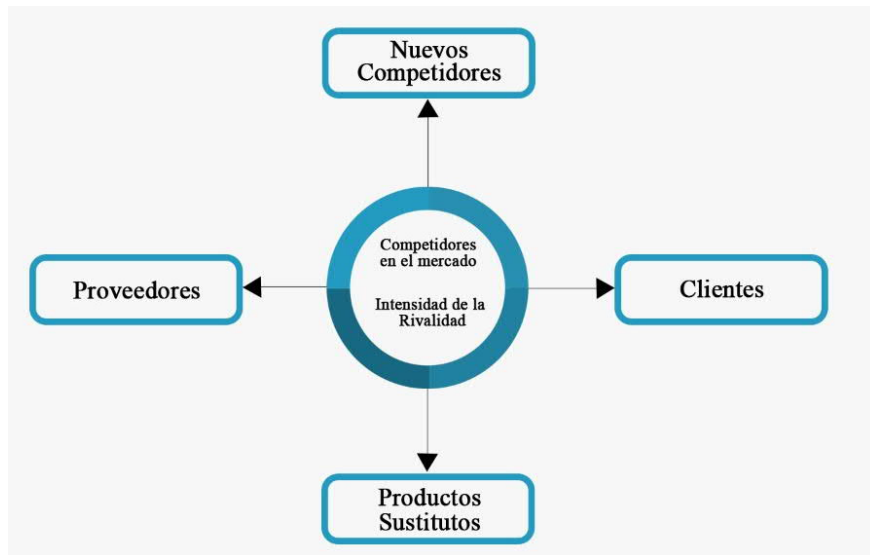 Nuevos
Competidores
Competidores
en el mercado
Intensidad de la
Rivalidad
Proveedores
Clientes
Productos
Sustitutos